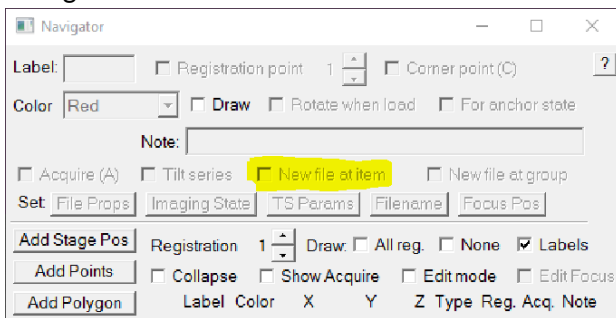 Navigator
Label: Registration point 1 Corner point (C) ?
Color Red Draw Rotate when load For anchor state
Note:
Acquire (A) Tilt series New file at item New file at group
Set: File Props Imaging State TS Params Filename Focus Pos
Add Stage Pos Registration 1 Draw: All reg. None Labels
Add Points Collapse Show Acquire Edit mode Edit Focus
Add Polygon Label Color X Y Z Type Reg. Acq. Note